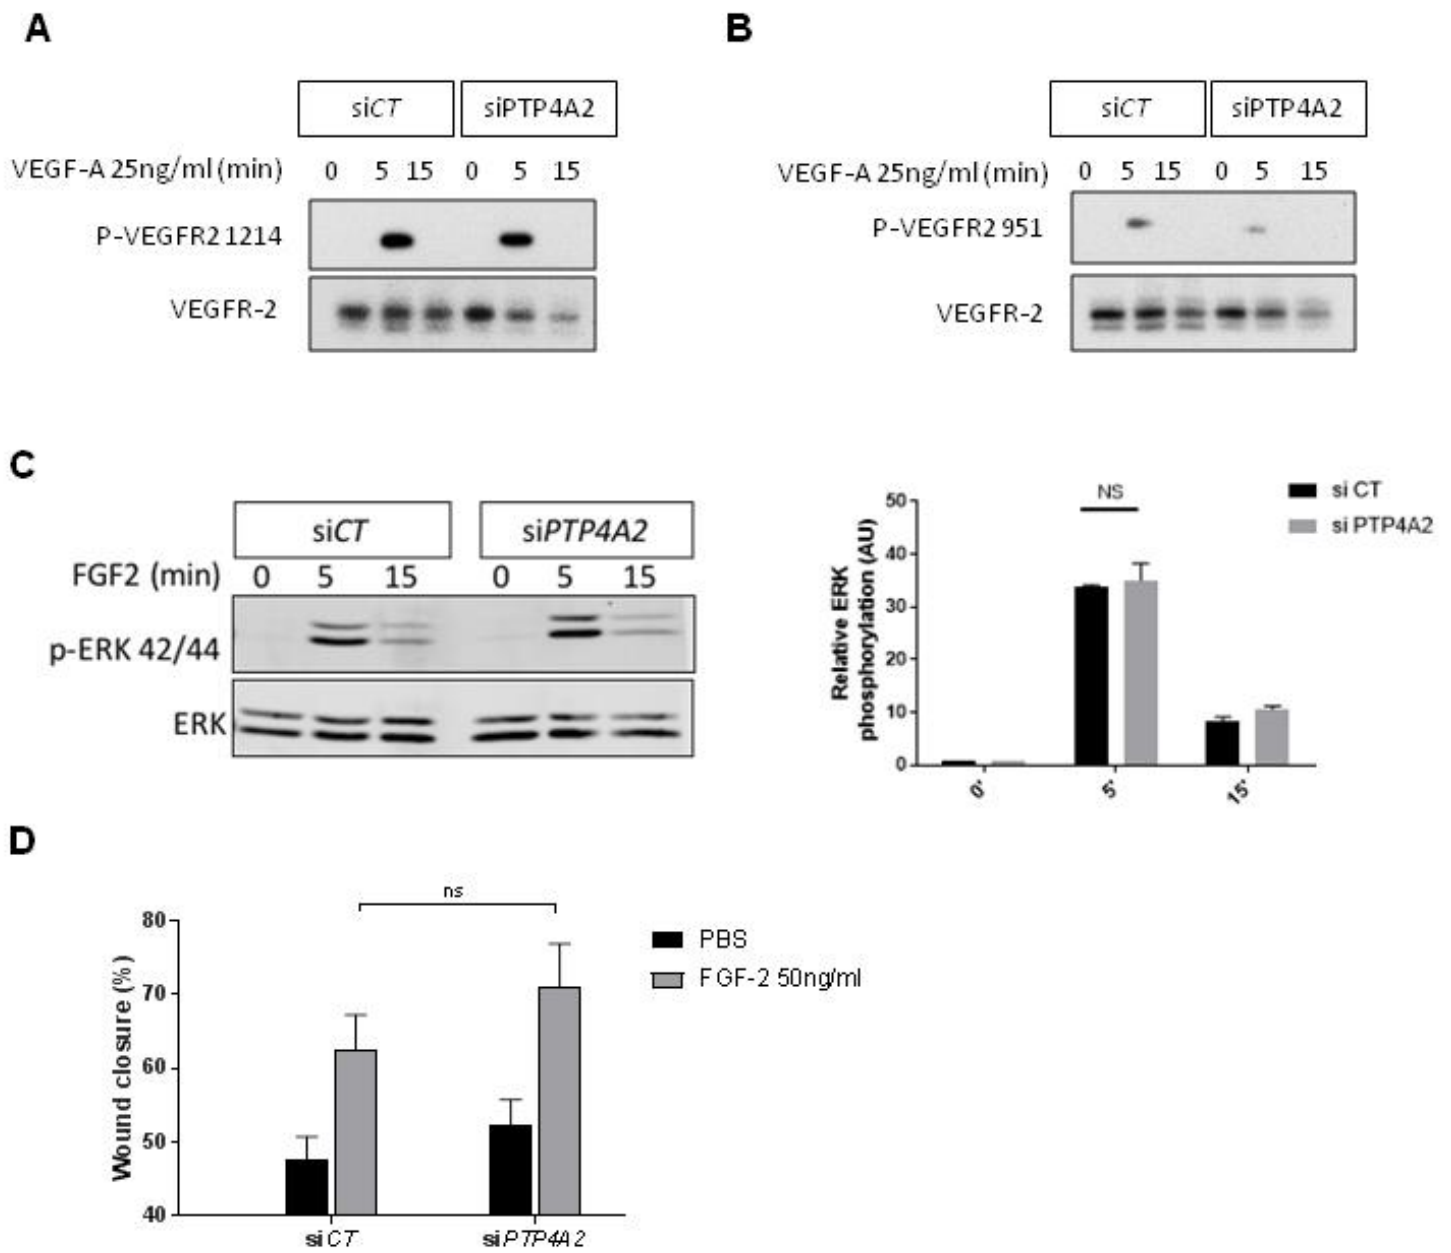 A
siCT siPTP4A2
VEGF-A 25ng/ml (min) 0 5 15 0 5 15
P-VEGFR2 1214
VEGFR-2
B
siCT siPTP4A2
VEGF-A 25ng/ml (min) 0 5 15 0 5 15
P-VEGFR2 951
VEGFR-2
C
siCT siPTP4A2
FGF2 (min) 0 5 15 0 5 15
p-ERK 42/44
ERK
Relative ERK
phosphorylation (AU)
50
40
30
20
10
0
NS
0' 5' 15'
si CT
si PTP4A2
D
Wound closure (%)
80
70
60
50
40
ns
siCT siPTP4A2
PBS
FGF-2 50ng/ml